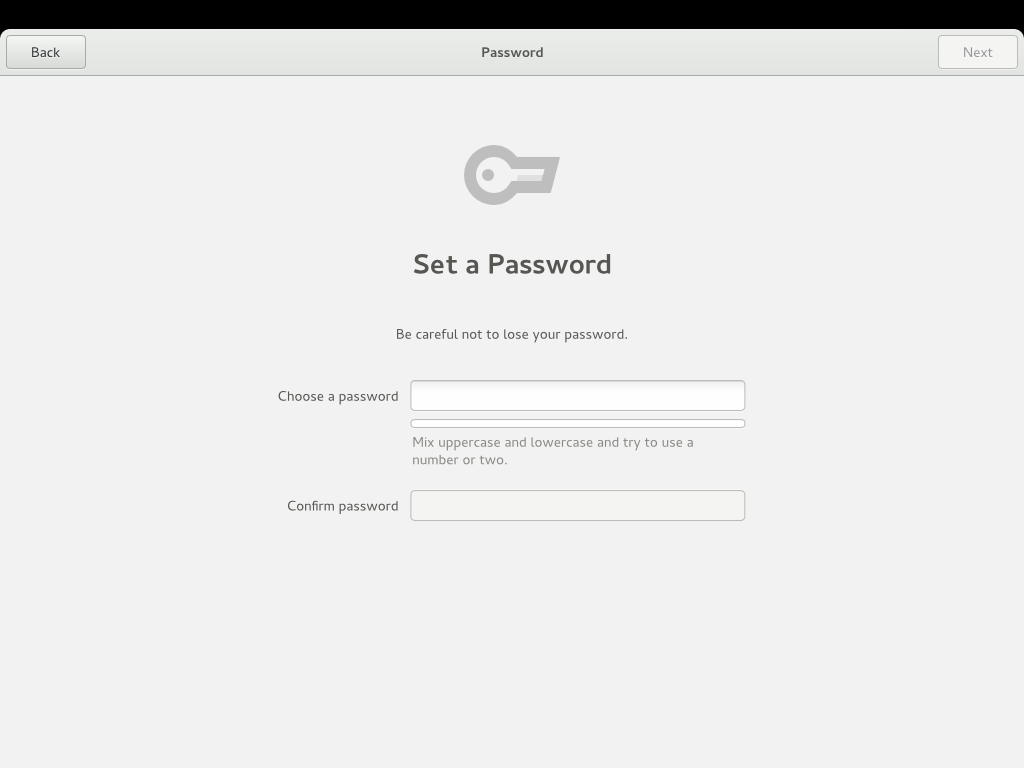 Back
Password
Next
Set a Password
Be careful not to lose your password.
Choose a password
Mix uppercase and lowercase and try to use a
number or two.
Confirm password